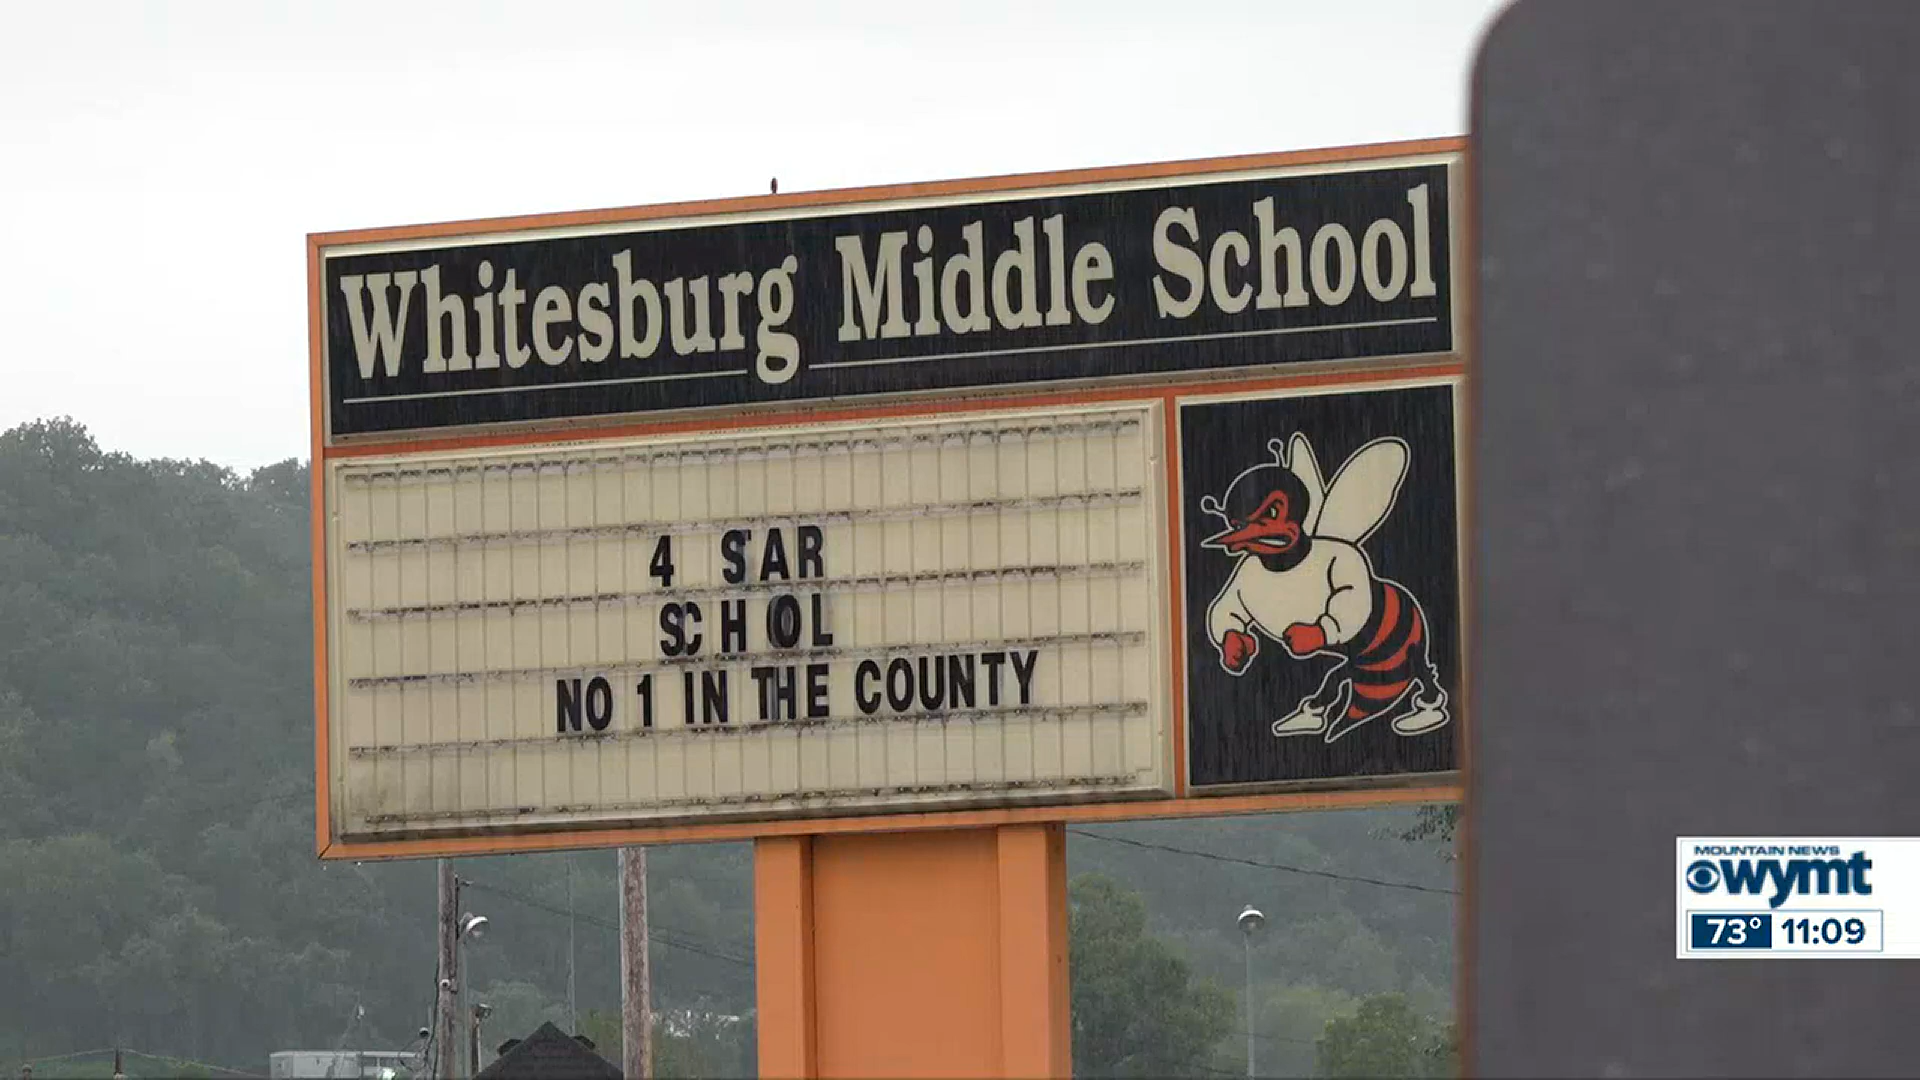 Whitesburg Middle School
4 SAR
SCHOL
NO 1 IN THE COUNTY
MOUNTAIN NEWS
wymt
73° 11:09